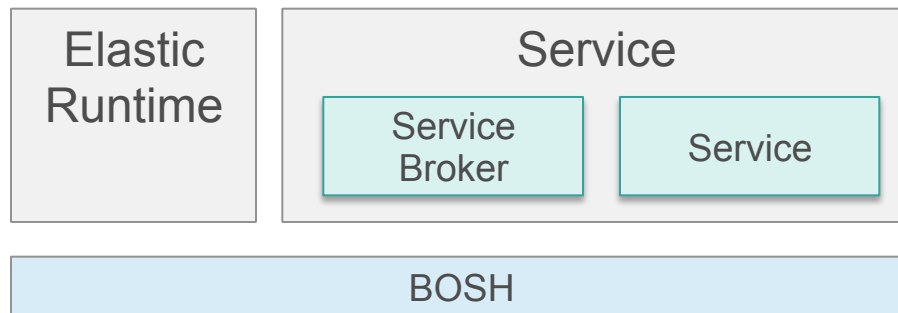 Elastic
Runtime
Service
Service
Broker
Service
BOSH